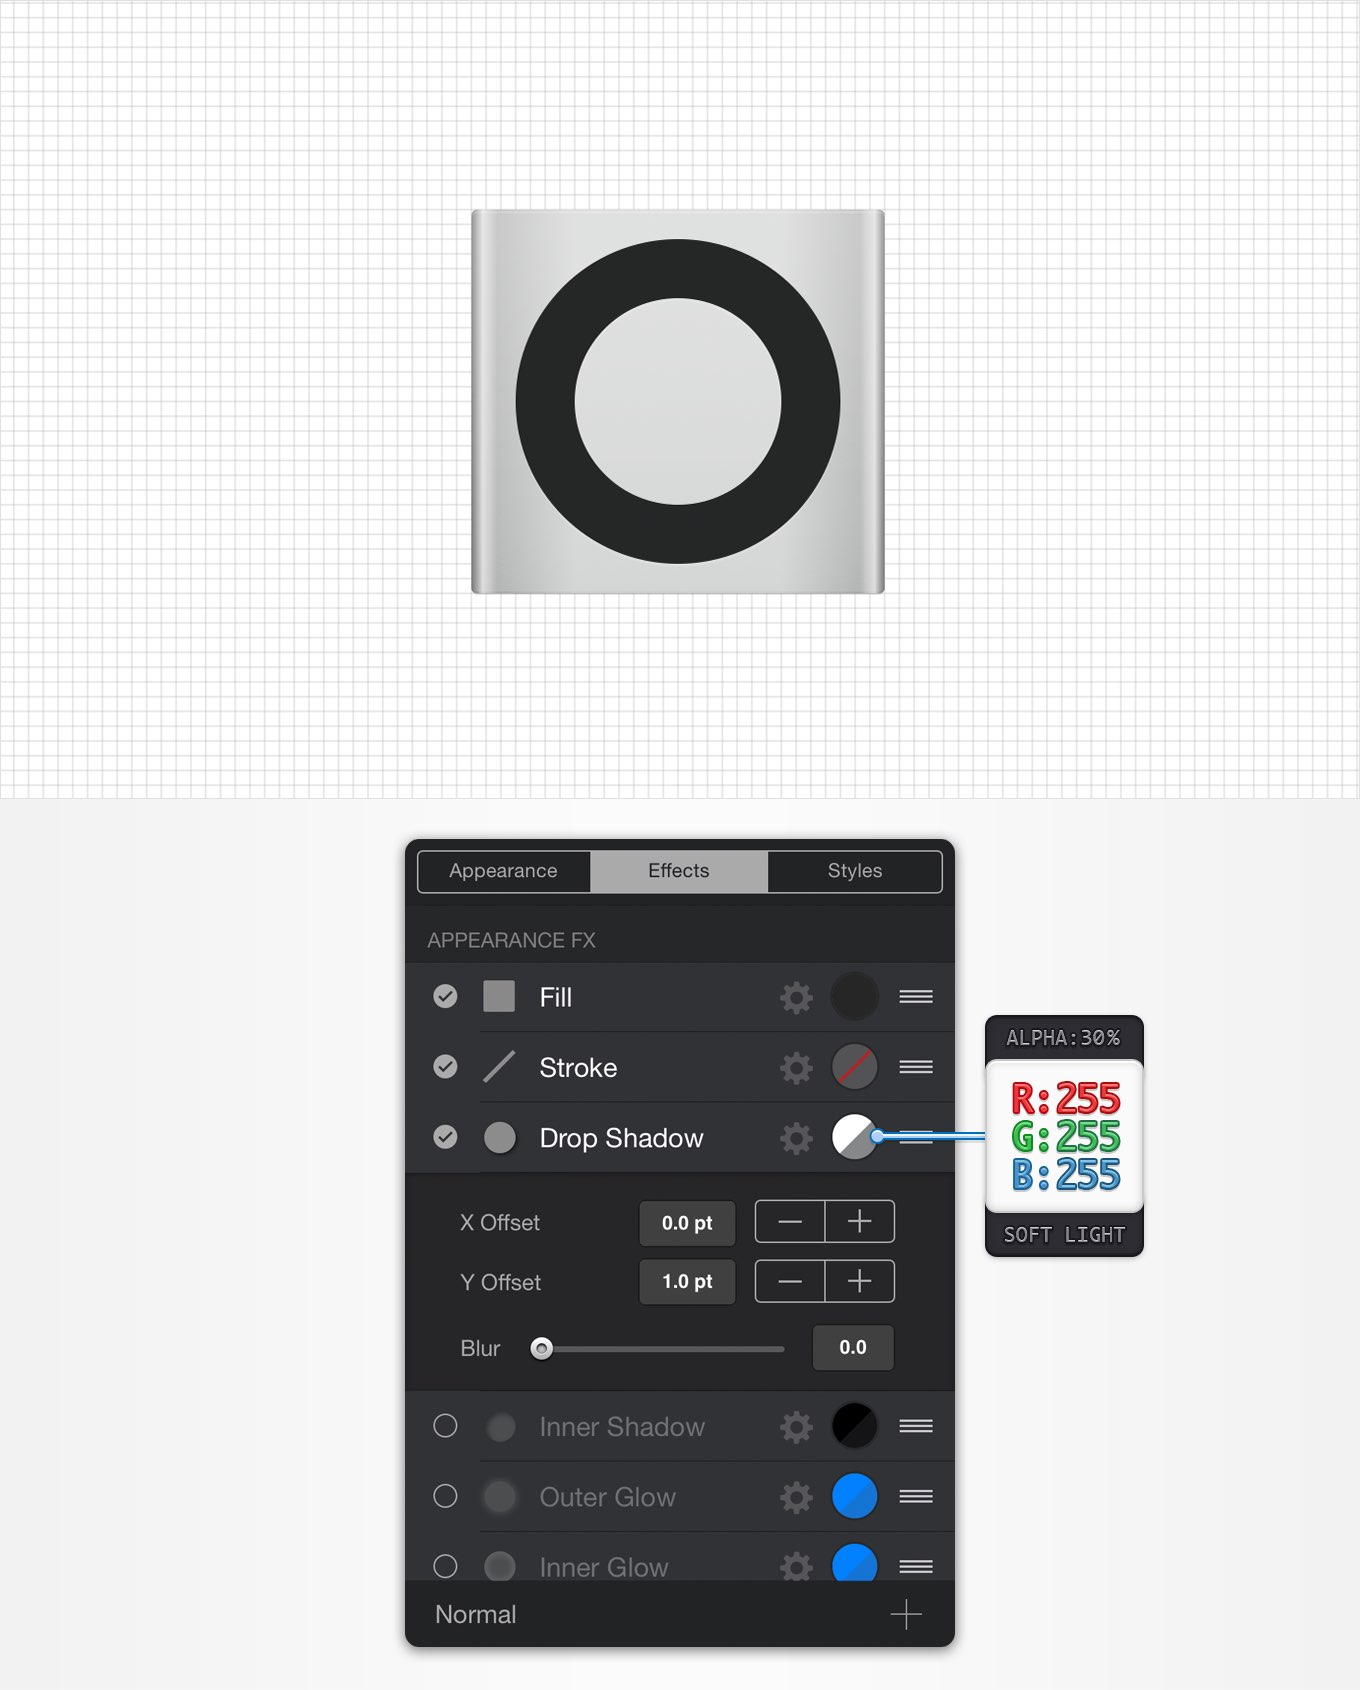 Appearance
Effects
Styles
APPEARANCE FX
Fill
Stroke
Drop Shadow
ALPHA:30%
R:255
G:255
B:255
SOFT LIGHT
X Offset
0.0 pt
Y Offset
1.0 pt
Blur
0.0
Inner Shadow
Outer Glow
Inner Glow
Normal